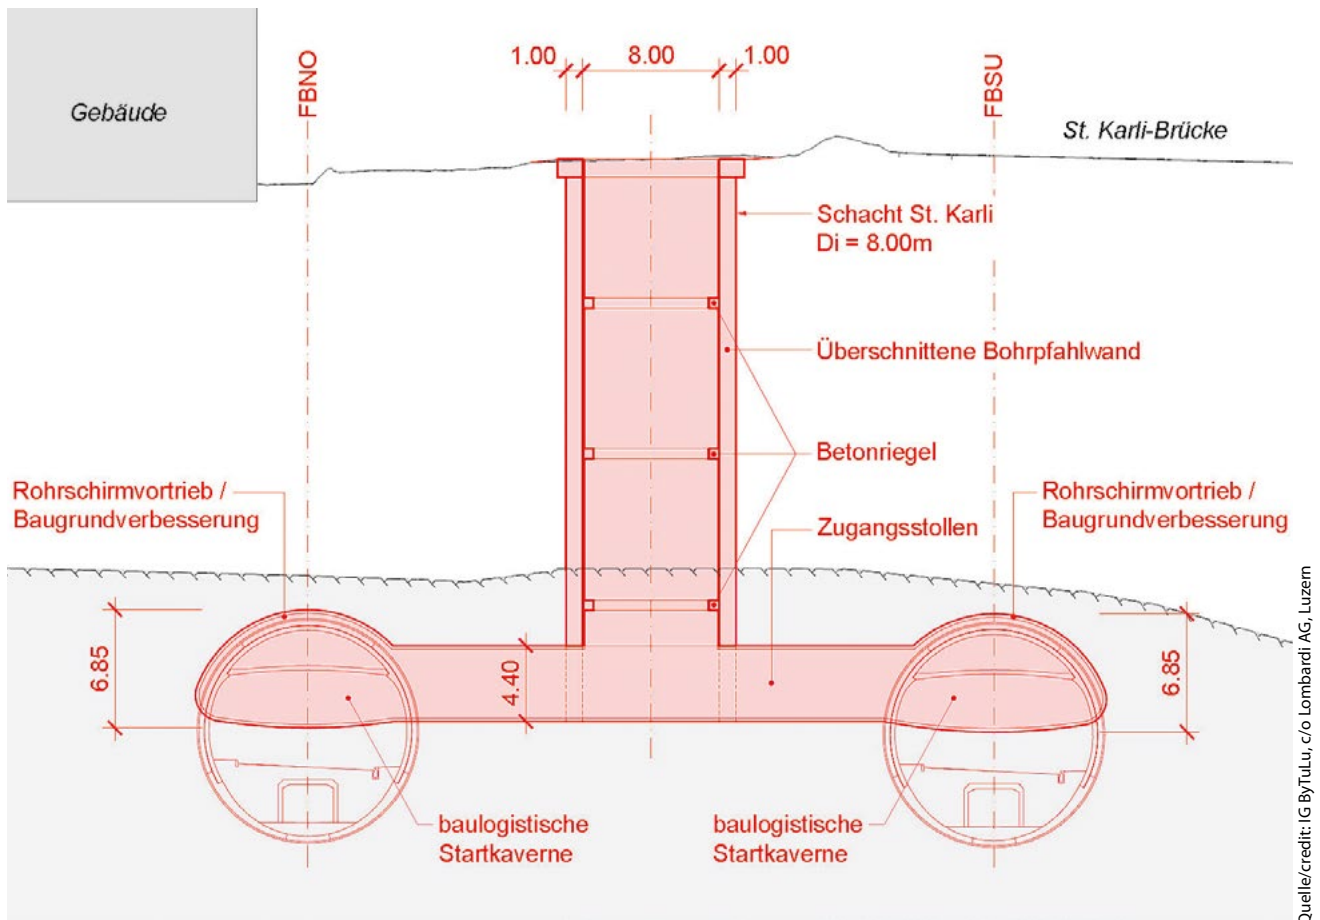 1.00
8.00
1.00
FBNO
FBSU
Gebäude
St. Karli-Brücke
Schacht St. Karli
Di = 8.00m
Überschnittene Bohrpfahlwand
Betonriegel
Rohrschirmvortrieb /
Baugrundverbesserung
Rohrschirmvortrieb /
Baugrundverbesserung
Zugangsstollen
6.85
4.40
6.85
baulogistische
Startkaverne
baulogistische
Startkaverne
Quelle/credit: IG ByTuLu, c/o Lombardi AG, Luzern